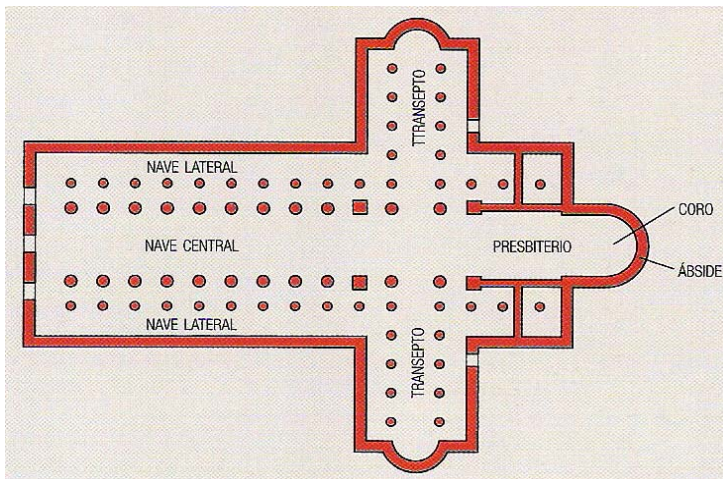 TTRANSEPTO
NAVE LATERAL
CORO
NAVE CENTRAL
PRESBITERIO
ÁBSIDE
NAVE LATERAL
TRANSEPTO